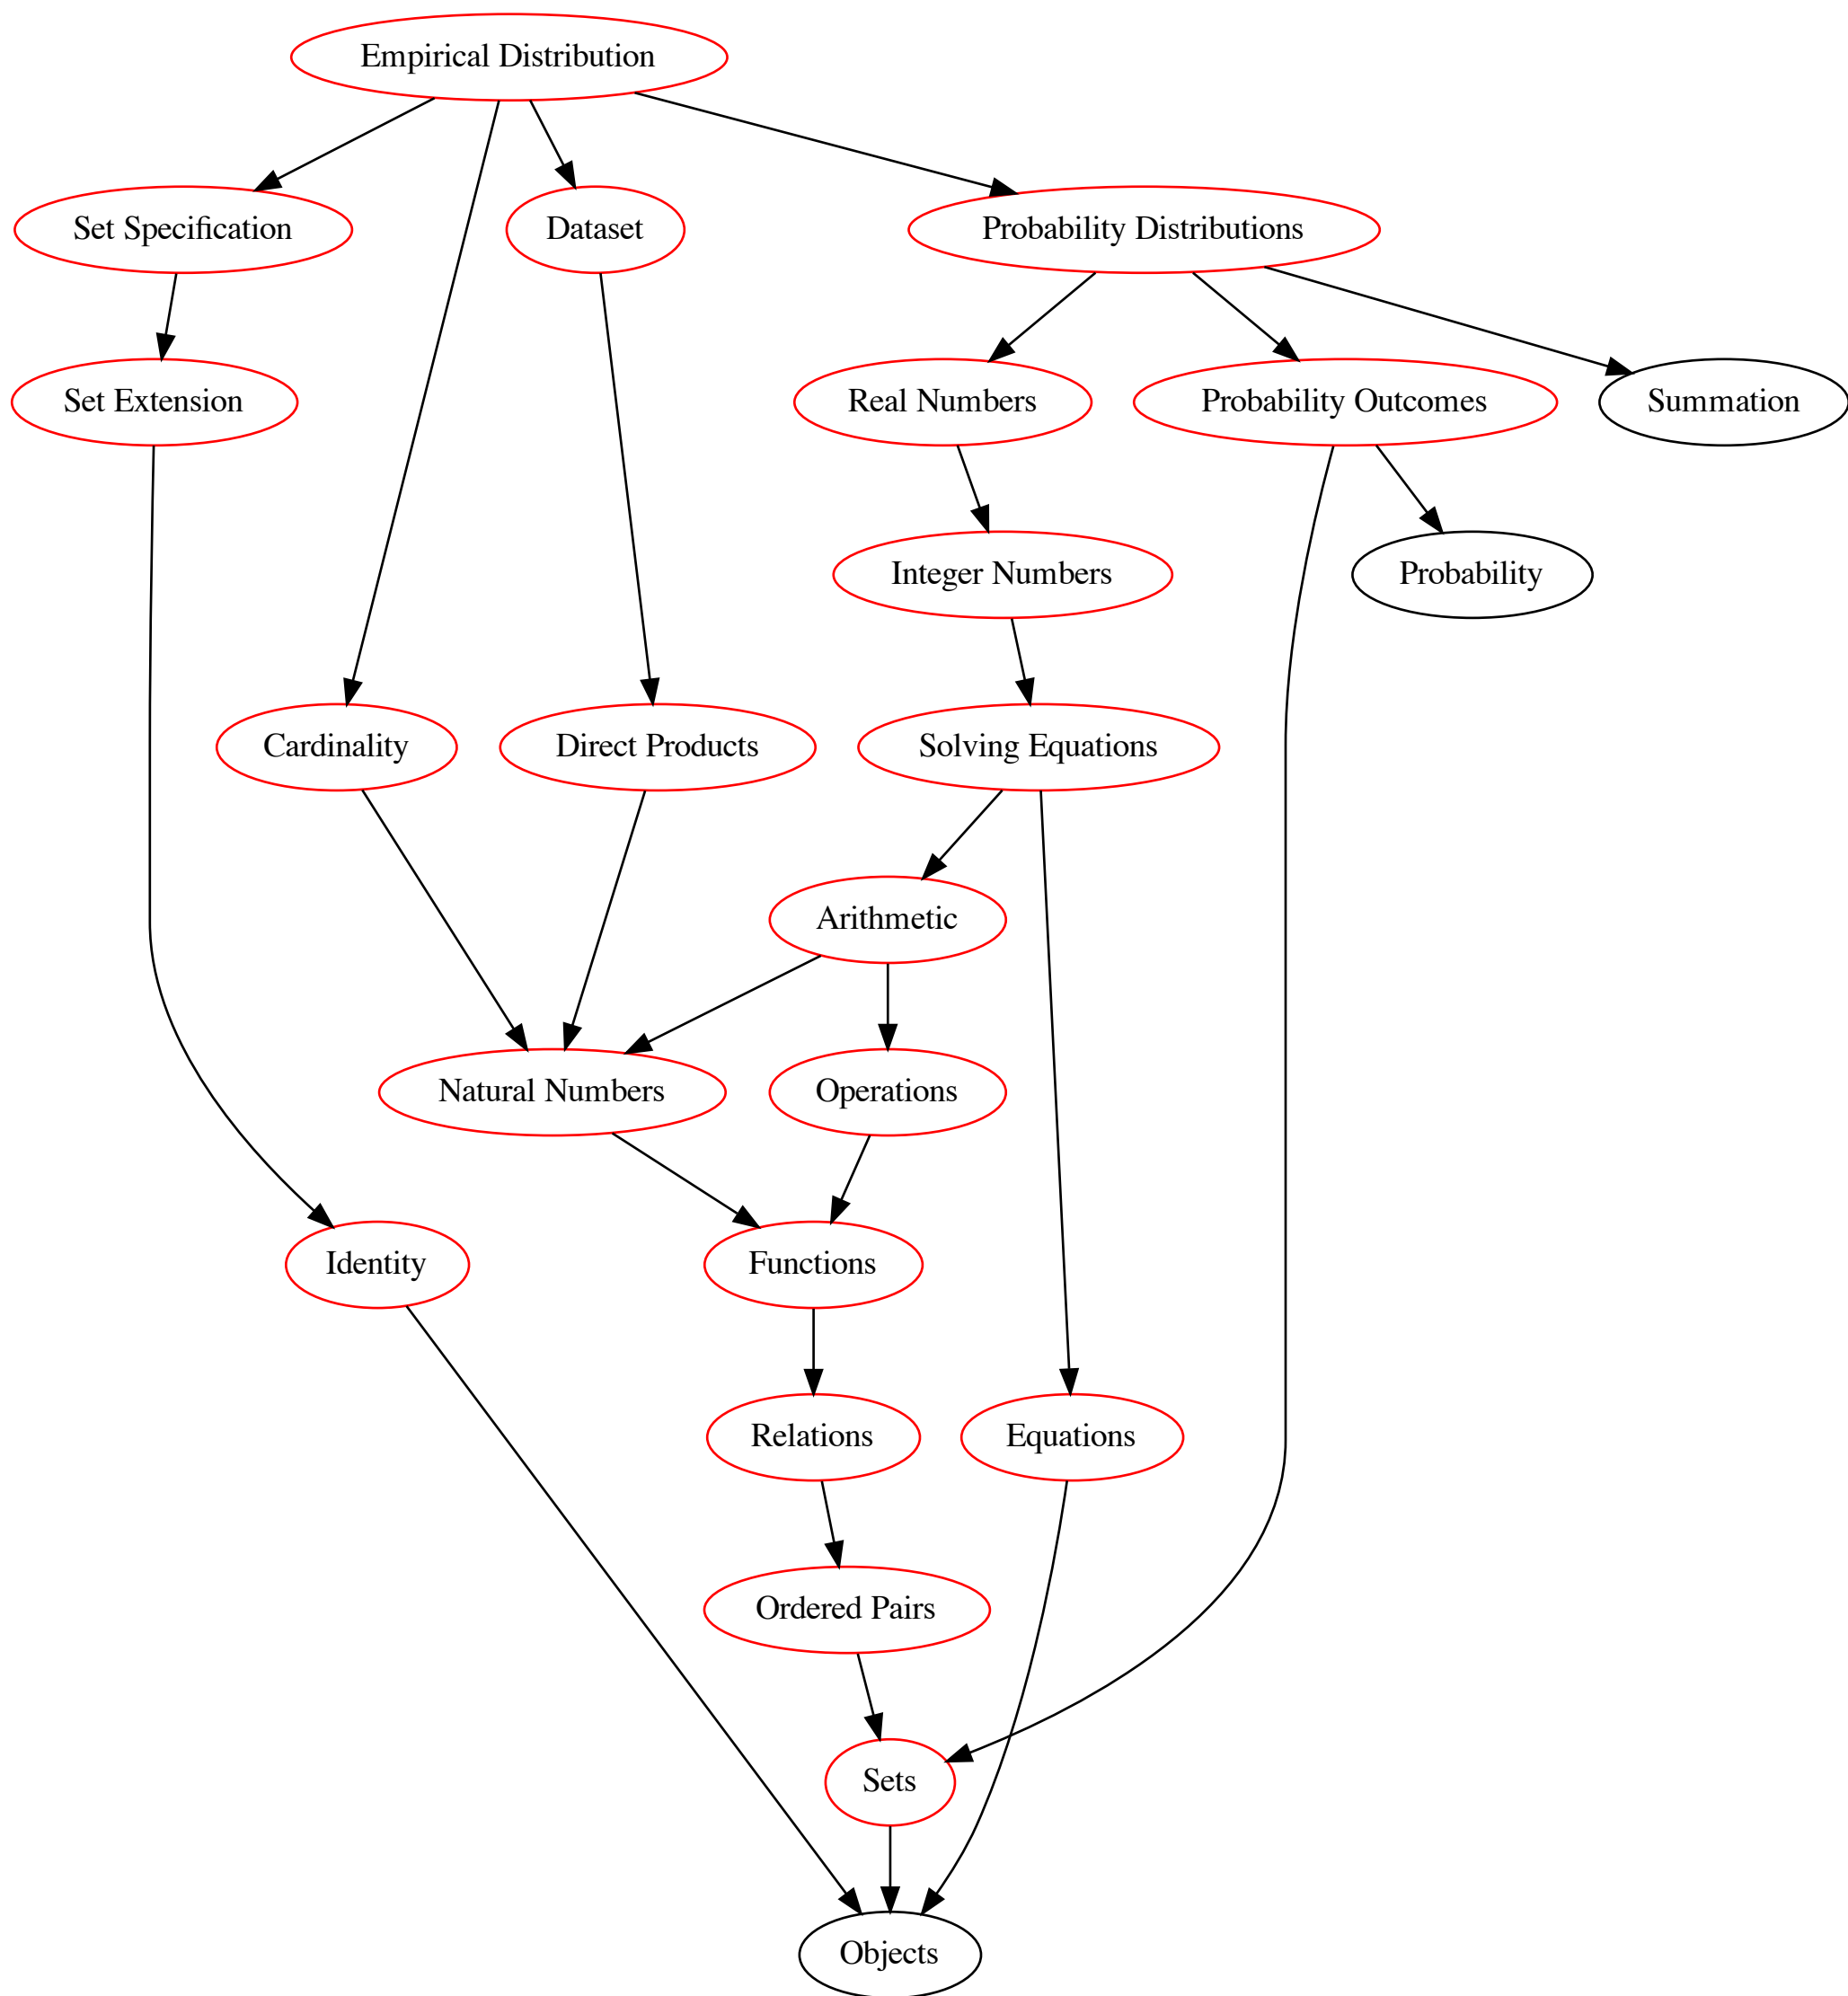 Empirical Distribution
Set Specification
Dataset
Probability Distributions
Set Extension
Real Numbers
Probability Outcomes
Summation
Integer Numbers
Probability
Cardinality
Direct Products
Solving Equations
Arithmetic
Natural Numbers
Operations
Identity
Functions
Relations
Equations
Ordered Pairs
Sets
Objects